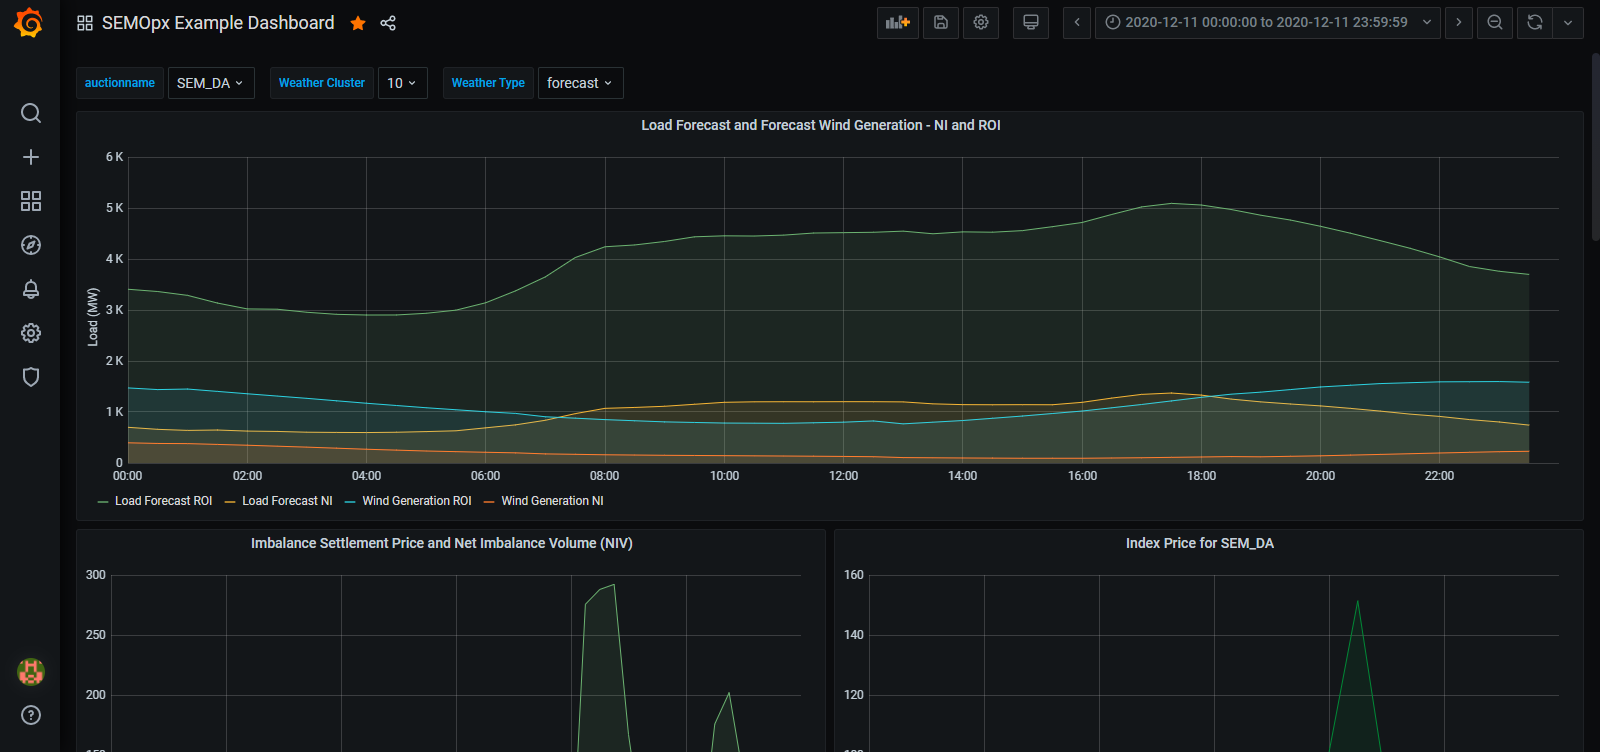 SEMOpx Example Dashboard
2020-12-11 00:00:00 to 2020-12-11 23:59:59
auctionname SEM_DA Weather Cluster 10 Weather Type forecast
Load Forecast and Forecast Wind Generation - NI and ROI
6 K
5 K
4 K
3 K
2 K
1 K
0
Load (MW)
00:00 02:00 04:00 06:00 08:00 10:00 12:00 14:00 16:00 18:00 20:00 22:00
Load Forecast ROI Load Forecast NI Wind Generation ROI Wind Generation NI
Imbalance Settlement Price and Net Imbalance Volume (NIV)
300
250
200
Index Price for SEM_DA
160
140
120